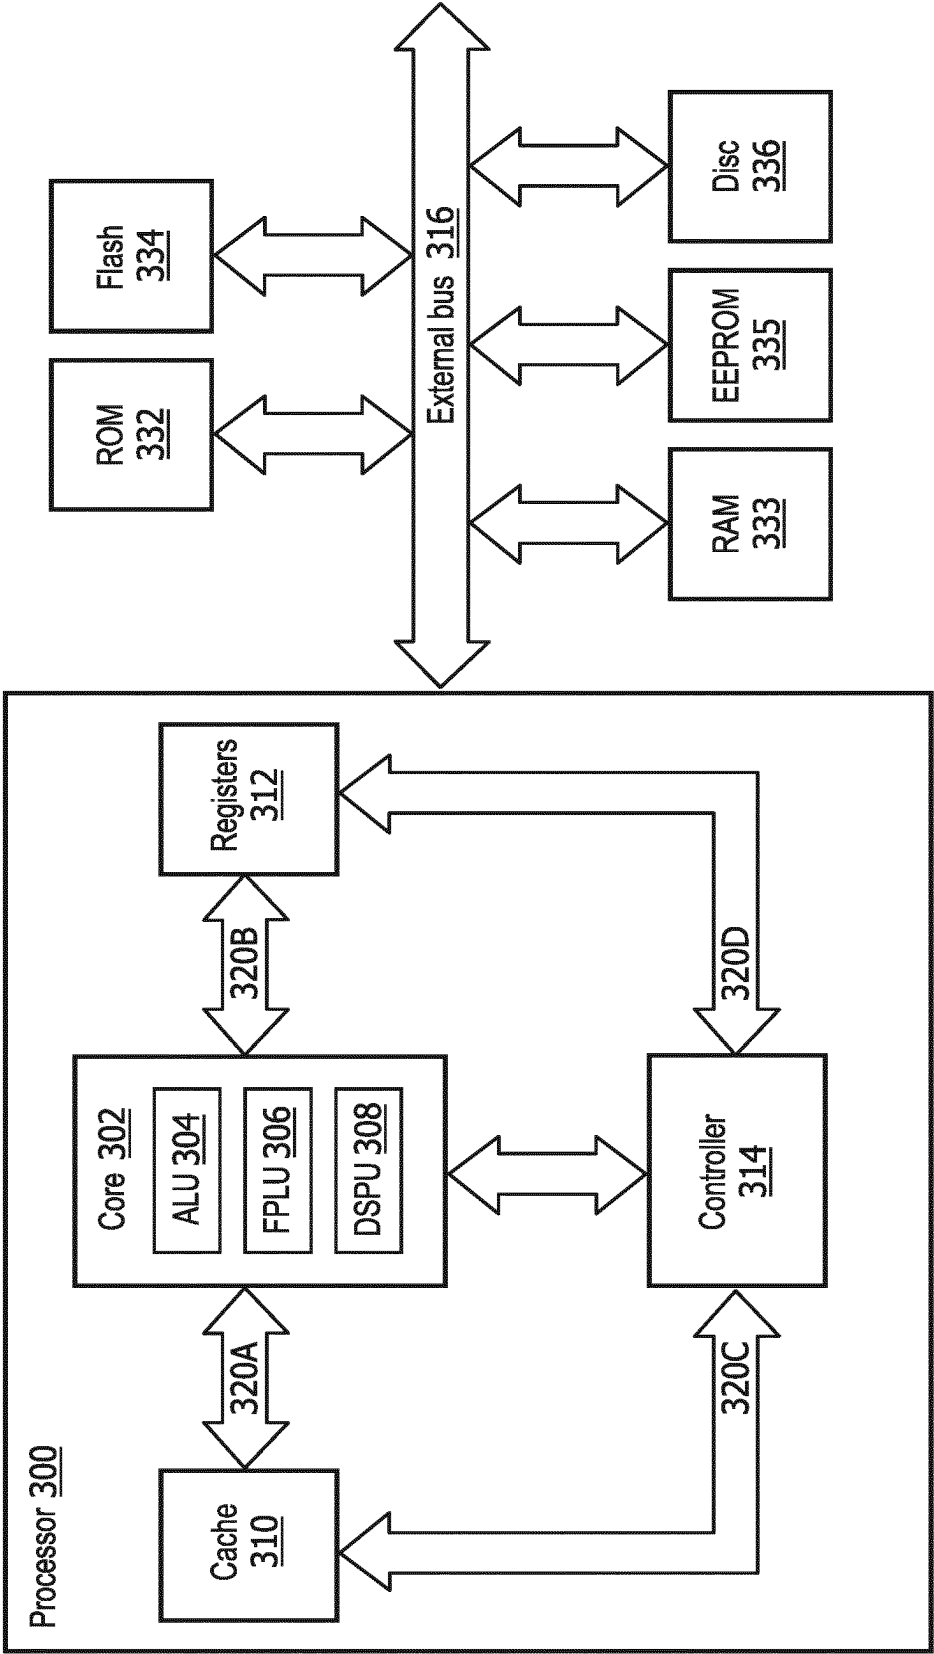 Processor 300
Cache
310
320A
Core 302
ALU 304
FPLU 306
DSPU 308
320B
Registers
312
320C
Controller
314
320D
External bus 316
ROM
332
Flash
334
RAM
333
EEPROM
335
Disc
336